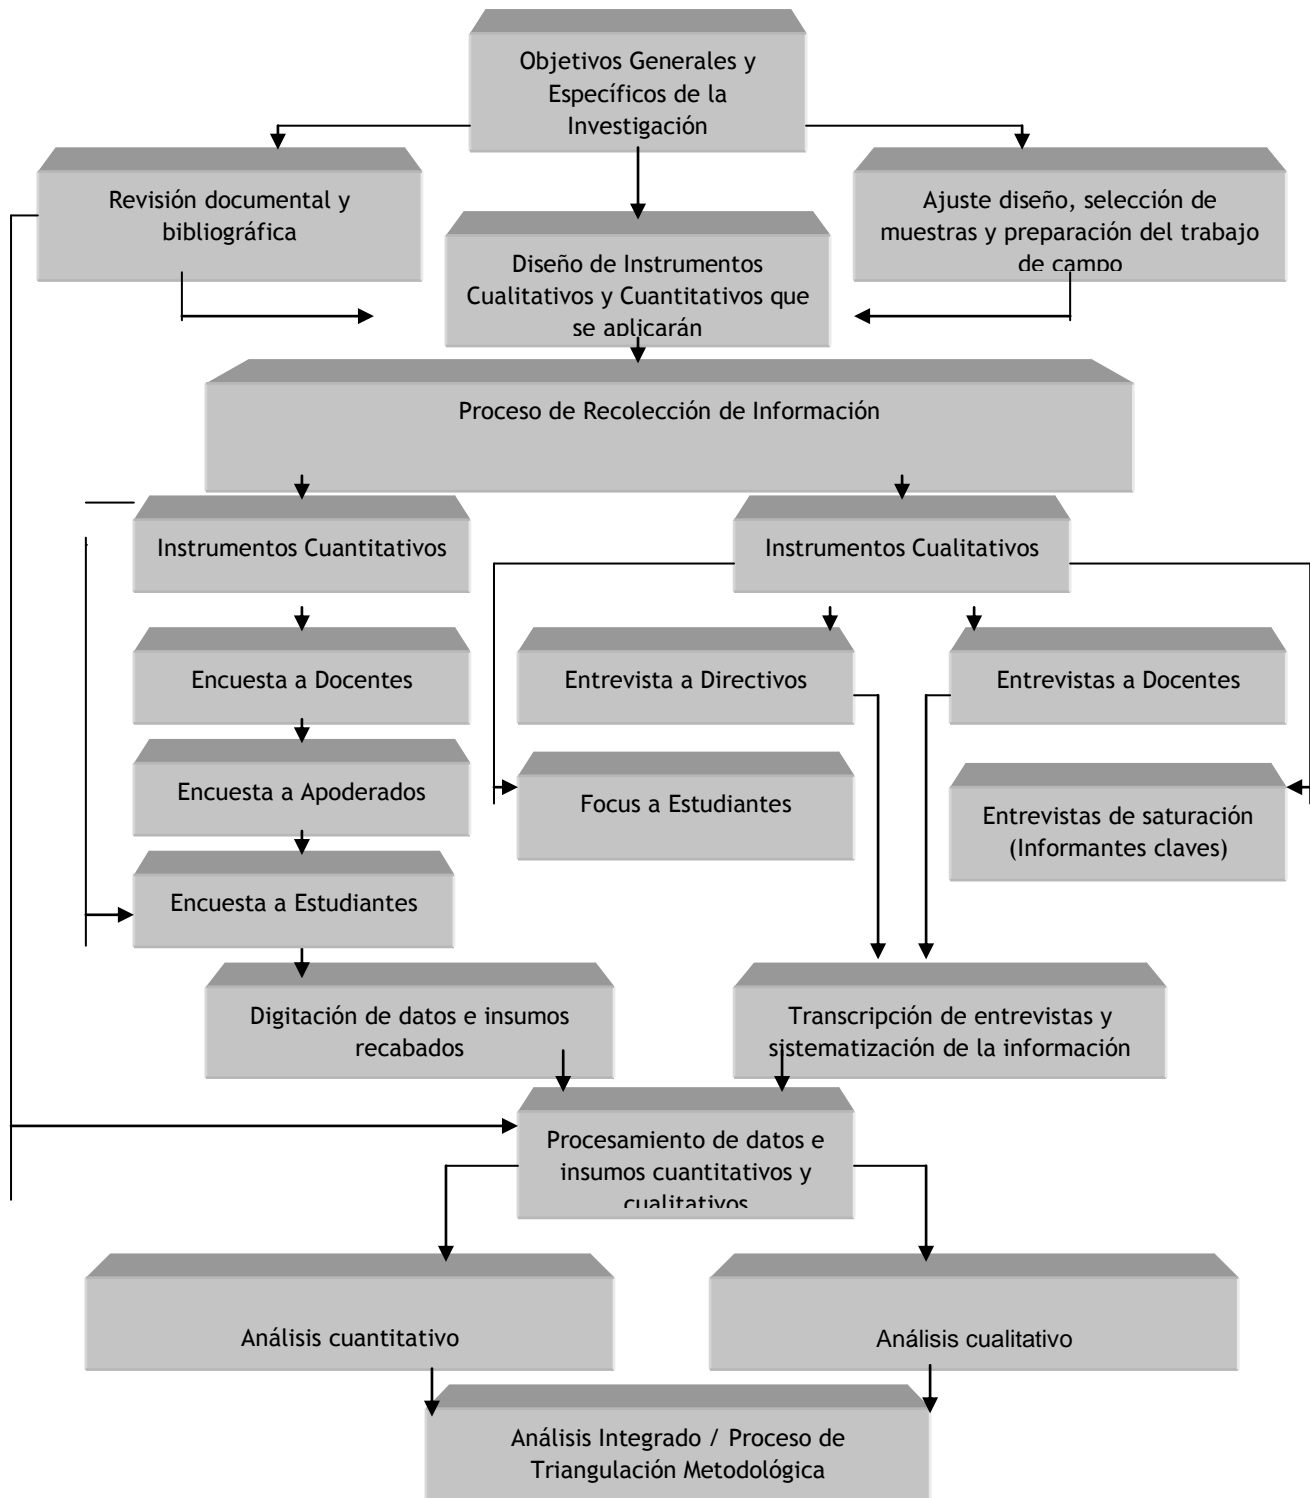 Objetivos Generales y
Específicos de la
Investigación
Revisión documental y
bibliográfica
Ajuste diseño, selección de
muestras y preparación del trabajo
de campo
Diseño de Instrumentos
Cualitativos y Cuantitativos que
se aplicarán
Proceso de Recolección de Información
Instrumentos Cuantitativos
Instrumentos Cualitativos
Encuesta a Docentes
Entrevista a Directivos
Entrevistas a Docentes
Encuesta a Apoderados
Focus a Estudiantes
Entrevistas de saturación
(Informantes claves)
Encuesta a Estudiantes
Digitación de datos e insumos
recabados
Transcripción de entrevistas y
sistematización de la información
Procesamiento de datos e
insumos cuantitativos y
cualitativos
Análisis cuantitativo
Análisis cualitativo
Análisis Integrado / Proceso de
Triangulación Metodológica